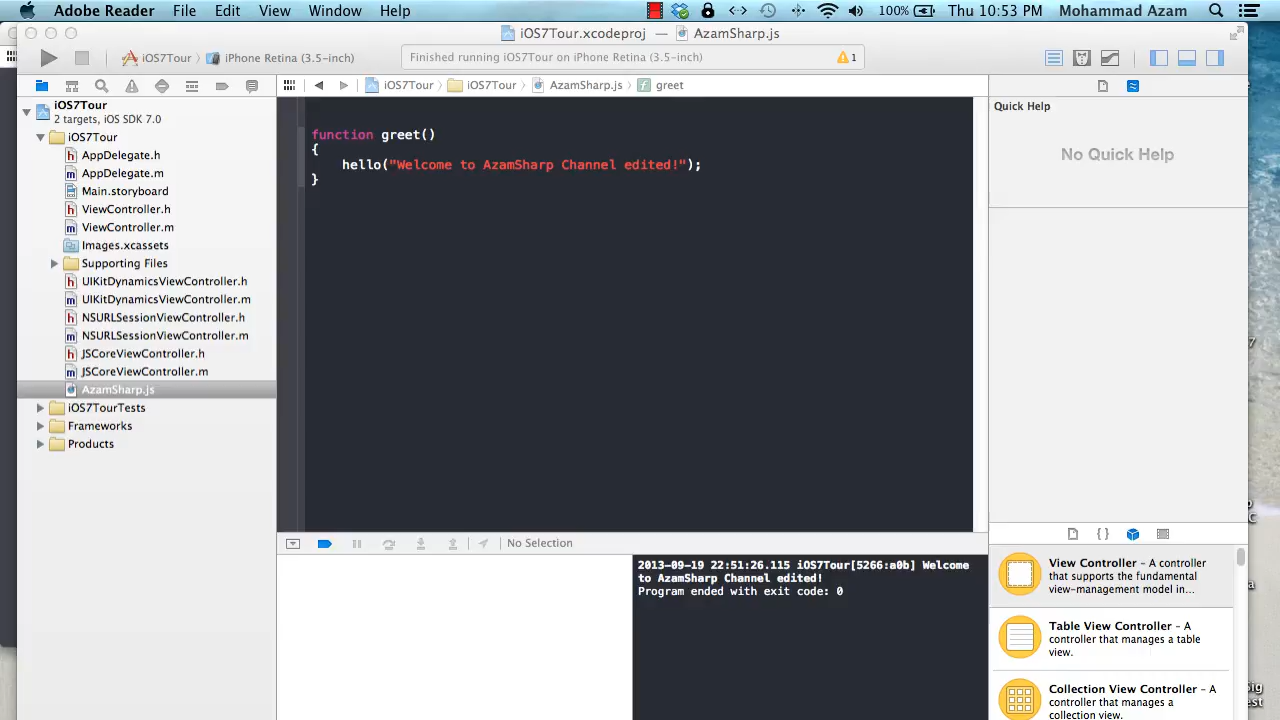 Adobe Reader File Edit View Window Help 100% Thu 10:53 PM Mohammad Azam
iOS7Tour.xcodeproj — AzamSharp.js
iOS7Tour iPhone Retina (3.5-inch) Finished running iOS7Tour on iPhone Retina (3.5-inch) 1
iOS7Tour iOS7Tour AzamSharp.js greet
iOS7Tour
2 targets, iOS SDK 7.0
iOS7Tour
AppDelegate.h
AppDelegate.m
Main.storyboard
ViewController.h
ViewController.m
Images.xcassets
Supporting Files
UIKitDynamicsViewController.h
UIKitDynamicsViewController.m
NSURLSessionViewController.h
NSURLSessionViewController.m
JSCoreViewController.h
JSCoreViewController.m
AzamSharp.js
iOS7TourTests
Frameworks
Products
function greet()
{
hello("Welcome to AzamSharp Channel edited!");
}
No Selection
2013-09-19 22:51:26.115 iOS7Tour[5266:a0b] Welcome
to AzamSharp Channel edited!
Program ended with exit code: 0
Quick Help
No Quick Help
{ }
View Controller – A controller
that supports the fundamental
view-management model in...
Table View Controller – A
controller that manages a table
view.
Collection View Controller – A
controller that manages a
collection view.